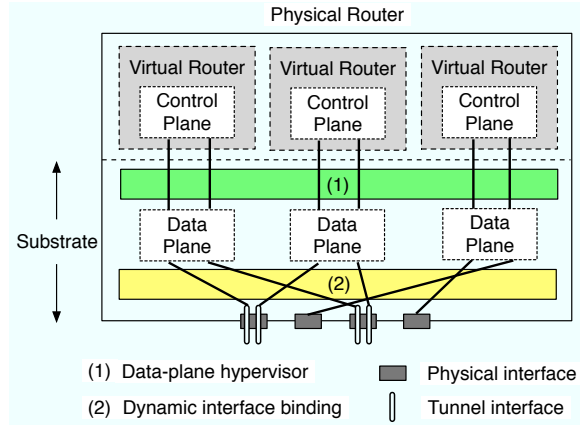 Physical Router
Virtual Router
Virtual Router
Virtual Router
Control
Plane
Control
Plane
Control
Plane
(1)
Substrate
Data
Plane
Data
Plane
Data
Plane
(2)
(1) Data-plane hypervisor
Physical interface
(2) Dynamic interface binding
Tunnel interface